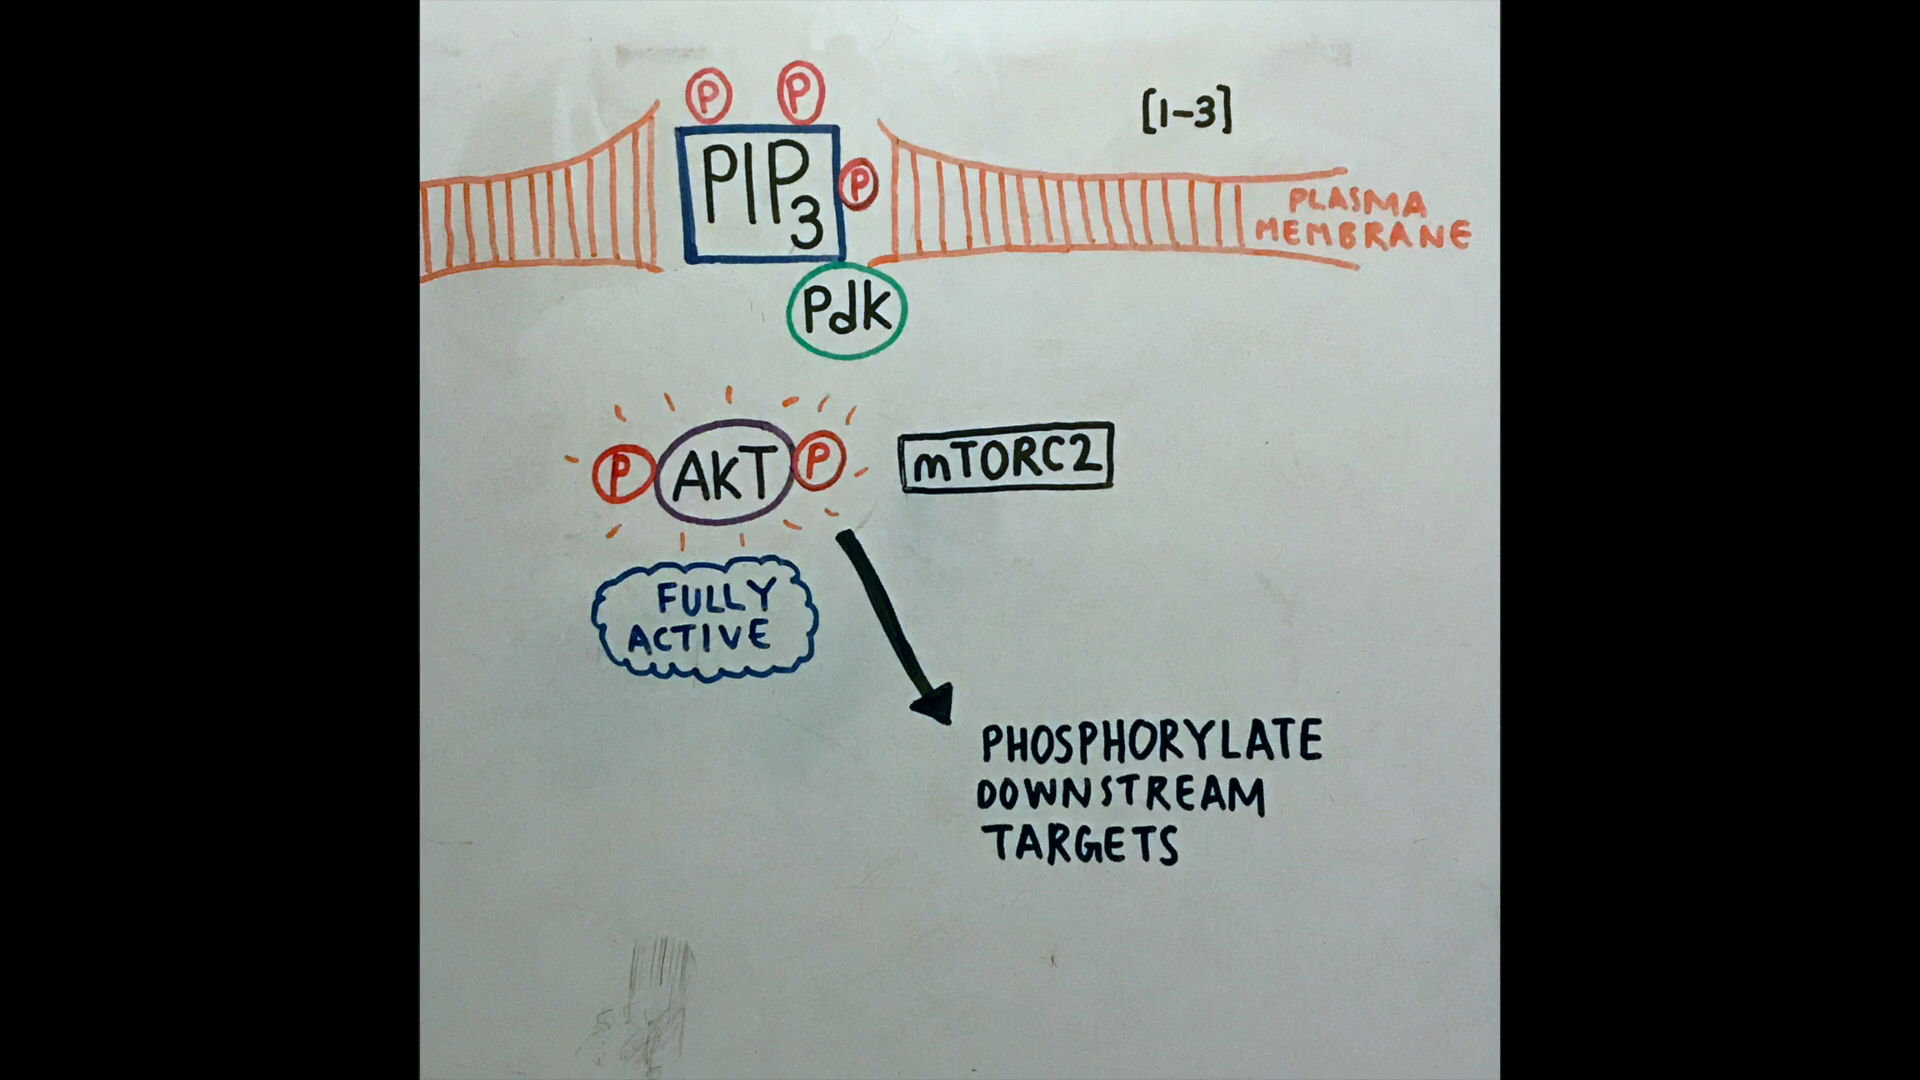 P P
[1-3]
PIP3
P
PLASMA
MEMBRANE
Pdk
P AKT P
mTORC2
FULLY
ACTIVE
PHOSPHORYLATE
DOWNSTREAM
TARGETS